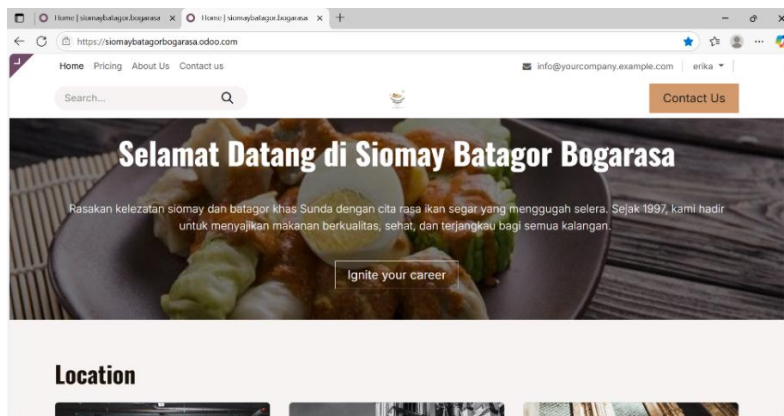 Home | siomaybatagor.bogarasa
Home | siomaybatagor.bogarasa
https://siomaybatagorbogarasa.odoo.com
Home Pricing About Us Contact us
info@yourcompany.example.com
erika
Search...
Contact Us
Selamat Datang di Siomay Batagor Bogarasa
Rasakan kelezatan siomay dan batagor khas Sunda dengan cita rasa ikan segar yang menggugah selera. Sejak 1997, kami hadir
untuk menyajikan makanan berkualitas, sehat, dan terjangkau bagi semua kalangan.
Ignite your career
Location